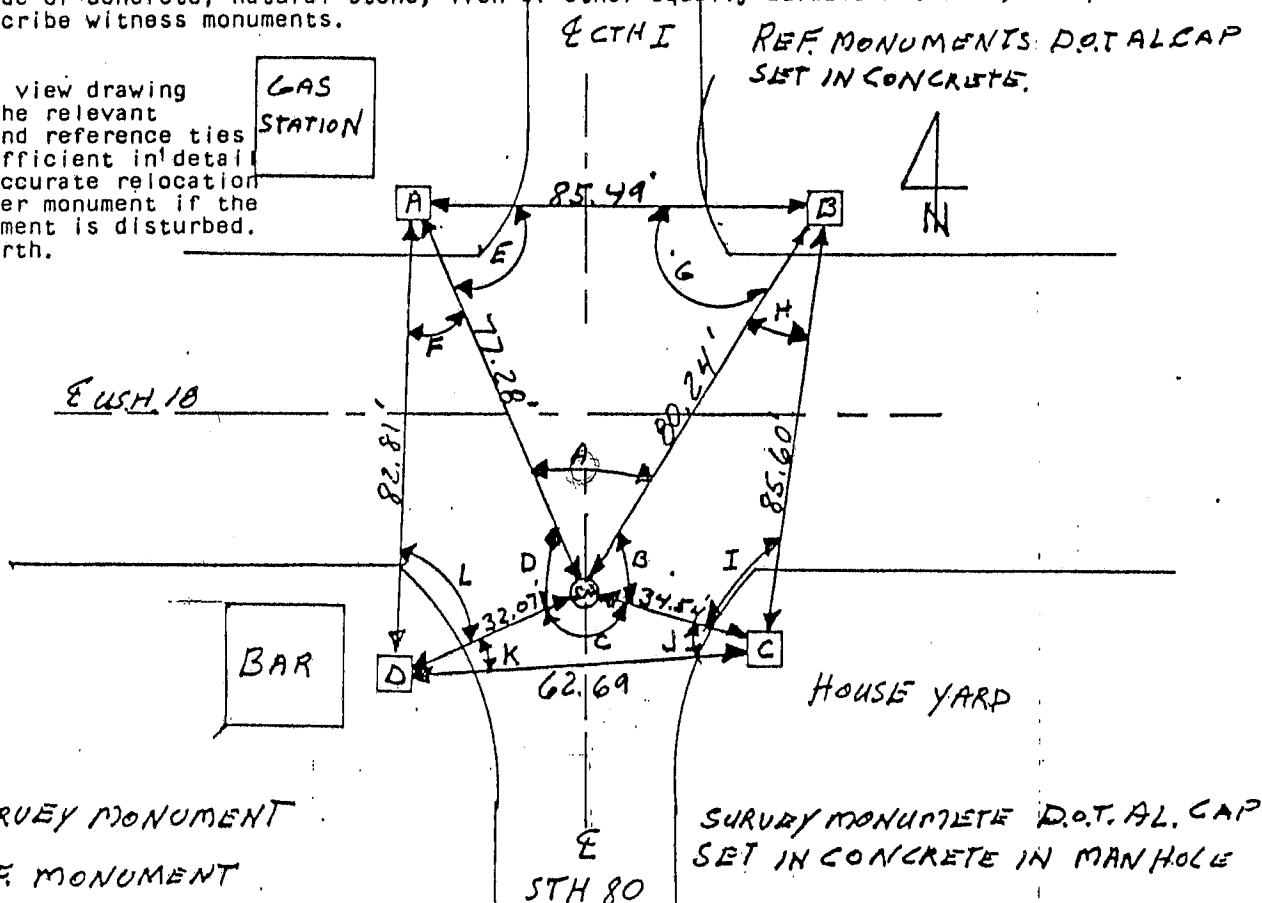 cribe witness monuments.
℄ CTH I
REF. MONUMENTS: D.O.T AL CAP
SET IN CONCRETE.
GAS
STATION
view drawing
he relevant
nd reference ties
fficient in detail
ccurate relocation
er monument if the
ment is disturbed.
rth.
N
A
85.49'
B
E
G
F
H
77.28'
80.24'
℄ USH. 18
82.81'
85.60'
A
D
B
I
L
32.07'
34.54'
C
K
J
D
C
62.69
BAR
HOUSE YARD
RVEY MONUMENT
F. MONUMENT
SURVEY MONUMETE D.O.T. AL. CAP
SET IN CONCRETE IN MANHOLE
℄
STH 80